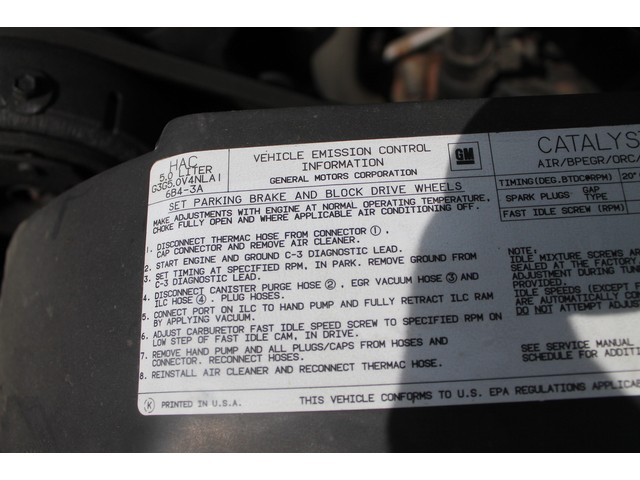 HAC
5.0 LITER
G3G5.0V4NLA1
6B4-3A
VEHICLE EMISSION CONTROL
INFORMATION
GENERAL MOTORS CORPORATION
GM
CATALYS
AIR/BPEGR/ORC/
SET PARKING BRAKE AND BLOCK DRIVE WHEELS
MAKE ADJUSTMENTS WITH ENGINE AT NORMAL OPERATING TEMPERATURE,
CHOKE FULLY OPEN AND WHERE APPLICABLE AIR CONDITIONING OFF.
1. DISCONNECT THERMAC HOSE FROM CONNECTOR ①,
CAP CONNECTOR AND REMOVE AIR CLEANER.
2. START ENGINE AND GROUND C-3 DIAGNOSTIC LEAD.
3. SET TIMING AT SPECIFIED RPM, IN PARK. REMOVE GROUND FROM
C-3 DIAGNOSTIC LEAD.
4. DISCONNECT CANISTER PURGE HOSE ②, EGR VACUUM HOSE ③ AND
ILC HOSE ④. PLUG HOSES.
5. CONNECT PORT ON ILC TO HAND PUMP AND FULLY RETRACT ILC RAM
BY APPLYING VACUUM.
6. ADJUST CARBURETOR FAST IDLE SPEED SCREW TO SPECIFIED RPM ON
LOW STEP OF FAST IDLE CAM, IN DRIVE.
7. REMOVE HAND PUMP AND ALL PLUGS/CAPS FROM HOSES AND
CONNECTOR. RECONNECT HOSES.
8. REINSTALL AIR CLEANER AND RECONNECT THERMAC HOSE.
TIMING(DEG.BTDC@RPM) 20°
SPARK PLUGS: GAP
TYPE
FAST IDLE SCREW (RPM)
NOTE:
IDLE MIXTURE SCREWS AR
SEALED AT THE FACTORY.
ADJUSTMENT DURING TUN
PROVIDED.
IDLE SPEEDS (EXCEPT F
ARE AUTOMATICALLY CO
DO NOT ATTEMPT ADJUS
SEE SERVICE MANUAL
SCHEDULE FOR ADDITI
K PRINTED IN U.S.A.
THIS VEHICLE CONFORMS TO U.S. EPA REGULATIONS APPLICAB